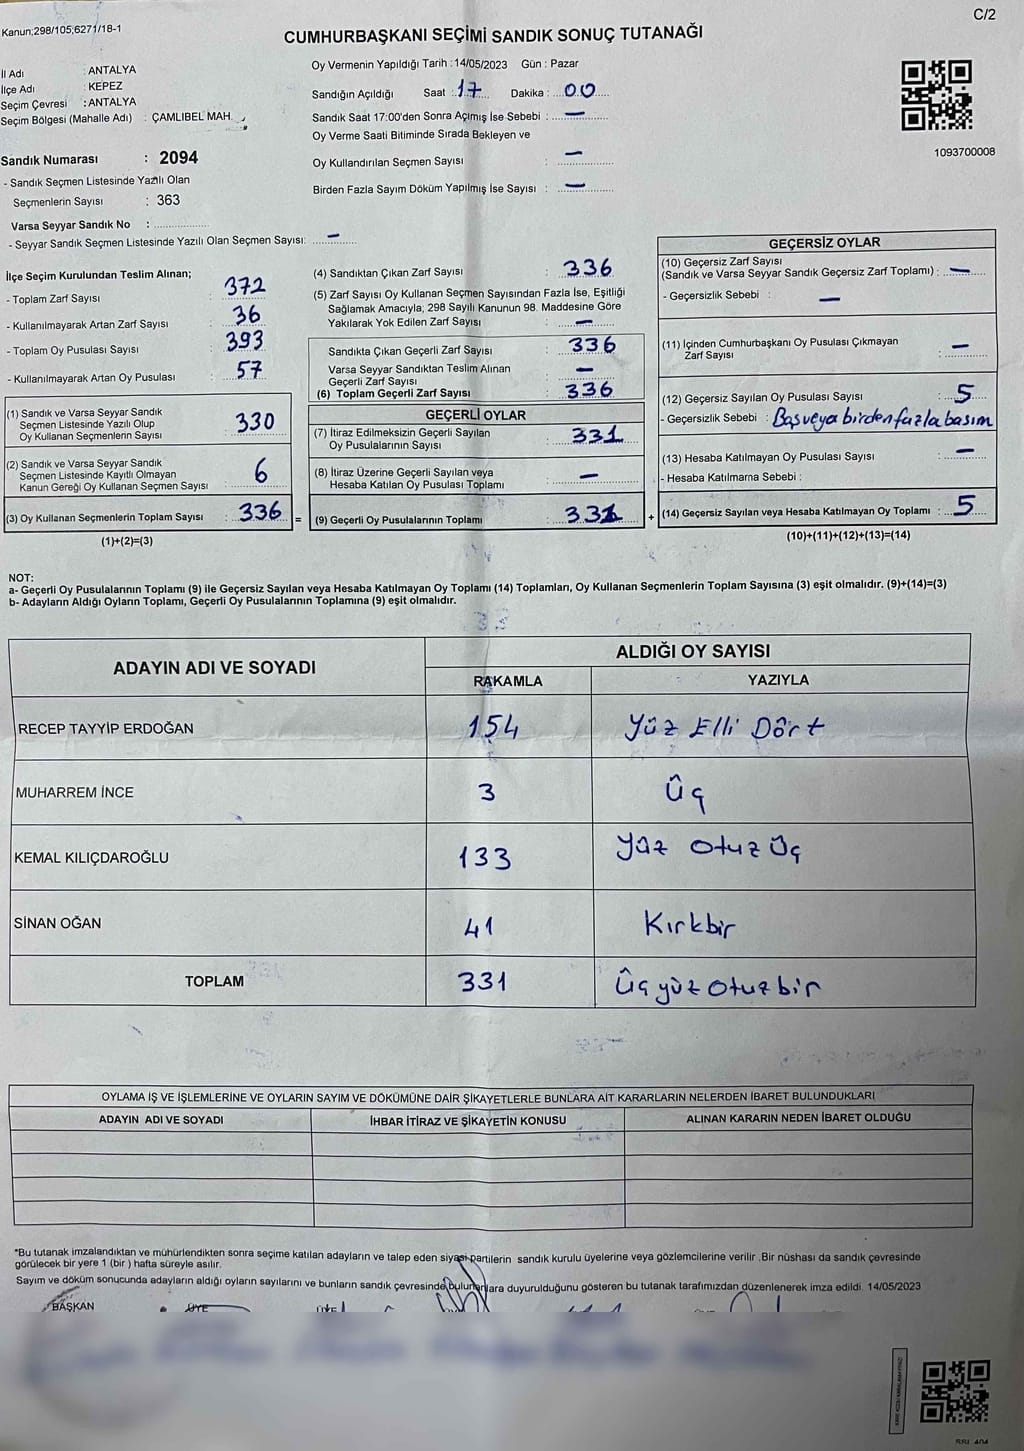 C/2
Kanun;298/105;6271/18-1
CUMHURBAŞKANI SEÇİMİ SANDIK SONUÇ TUTANAĞI
İl Adı : ANTALYA
İlçe Adı : KEPEZ
Seçim Çevresi : ANTALYA
Seçim Bölgesi (Mahalle Adı) : ÇAMLIBEL MAH.
Sandık Numarası : 2094
- Sandık Seçmen Listesinde Yazılı Olan
Seçmenlerin Sayısı : 363
Varsa Seyyar Sandık No :
- Seyyar Sandık Seçmen Listesinde Yazılı Olan Seçmen Sayısı: –
Oy Vermenin Yapıldığı Tarih : 14/05/2023 Gün : Pazar
Sandığın Açıldığı Saat : 17 Dakika : 00
Sandık Saat 17:00'den Sonra Açımış İse Sebebi : –
Oy Verme Saati Bitiminde Sırada Bekleyen ve
Oy Kullandırılan Seçmen Sayısı : –
Birden Fazla Sayım Döküm Yapılmış İse Sayısı : –
1093700008
İlçe Seçim Kurulundan Teslim Alınan;
- Toplam Zarf Sayısı : 372
- Kullanılmayarak Artan Zarf Sayısı : 36
- Toplam Oy Pusulası Sayısı : 393
- Kullanılmayarak Artan Oy Pusulası : 57
(1) Sandık ve Varsa Seyyar Sandık
Seçmen Listesinde Yazılı Olup
Oy Kullanan Seçmenlerin Sayısı : 330
(2) Sandık ve Varsa Seyyar Sandık
Seçmen Listesinde Kayıtlı Olmayan
Kanun Gereği Oy Kullanan Seçmen Sayısı : 6
(3) Oy Kullanan Seçmenlerin Toplam Sayısı : 336 =
(1)+(2)=(3)
(4) Sandıktan Çıkan Zarf Sayısı : 336
(5) Zarf Sayısı Oy Kullanan Seçmen Sayısından Fazla İse, Eşitliği
Sağlamak Amacıyla; 298 Sayılı Kanunun 98. Maddesine Göre
Yakılarak Yok Edilen Zarf Sayısı : –
Sandıkta Çıkan Geçerli Zarf Sayısı : 336
Varsa Seyyar Sandıktan Teslim Alınan
Geçerli Zarf Sayısı : –
(6) Toplam Geçerli Zarf Sayısı : 336
GEÇERLİ OYLAR
(7) İtiraz Edilmeksizin Geçerli Sayılan
Oy Pusulalarının Sayısı : 331
(8) İtiraz Üzerine Geçerli Sayılan veya
Hesaba Katılan Oy Pusulası Toplamı : –
(9) Geçerli Oy Pusulalarının Toplamı : 331 +
GEÇERSİZ OYLAR
(10) Geçersiz Zarf Sayısı
(Sandık ve Varsa Seyyar Sandık Geçersiz Zarf Toplamı) : –
- Geçersizlik Sebebi : –
(11) İçinden Cumhurbaşkanı Oy Pusulası Çıkmayan
Zarf Sayısı : –
(12) Geçersiz Sayılan Oy Pusulası Sayısı : 5
- Geçersizlik Sebebi : Boş veya birden fazla basım
(13) Hesaba Katılmayan Oy Pusulası Sayısı : –
- Hesaba Katılmama Sebebi :
(14) Geçersiz Sayılan veya Hesaba Katılmayan Oy Toplamı : 5
(10)+(11)+(12)+(13)=(14)
NOT:
a- Geçerli Oy Pusulalarının Toplamı (9) ile Geçersiz Sayılan veya Hesaba Katılmayan Oy Toplamı (14) Toplamları, Oy Kullanan Seçmenlerin Toplam Sayısına (3) eşit olmalıdır. (9)+(14)=(3)
b- Adayların Aldığı Oyların Toplamı, Geçerli Oy Pusulalarının Toplamına (9) eşit olmalıdır.
ADAYIN ADI VE SOYADI ALDIĞI OY SAYISI
RAKAMLA YAZIYLA
RECEP TAYYİP ERDOĞAN 154 Yüz Elli Dört
MUHARREM İNCE 3 Üç
KEMAL KILIÇDAROĞLU 133 Yüz Otuz Üç
SİNAN OĞAN 41 Kırkbir
TOPLAM 331 Üç yüz otuz bir
OYLAMA İŞ VE İŞLEMLERİNE VE OYLARIN SAYIM VE DÖKÜMÜNE DAİR ŞİKAYETLERLE BUNLARA AİT KARARLARIN NELERDEN İBARET BULUNDUKLARI
ADAYIN ADI VE SOYADI İHBAR İTİRAZ VE ŞİKAYETİN KONUSU ALINAN KARARIN NEDEN İBARET OLDUĞU
*Bu tutanak imzalandıktan ve mühürlendikten sonra seçime katılan adayların ve talep eden siyasi partilerin sandık kurulu üyelerine veya gözlemcilerine verilir .Bir nüshası da sandık çevresinde
görülecek bir yere 1 (bir ) hafta süreyle asılır.
Sayım ve döküm sonucunda adayların aldığı oyların sayılarını ve bunların sandık çevresinde bulunanlara duyurulduğunu gösteren bu tutanak tarafımızdan düzenlenerek imza edildi. 14/05/2023
BAŞKAN ÜYE ÜYE